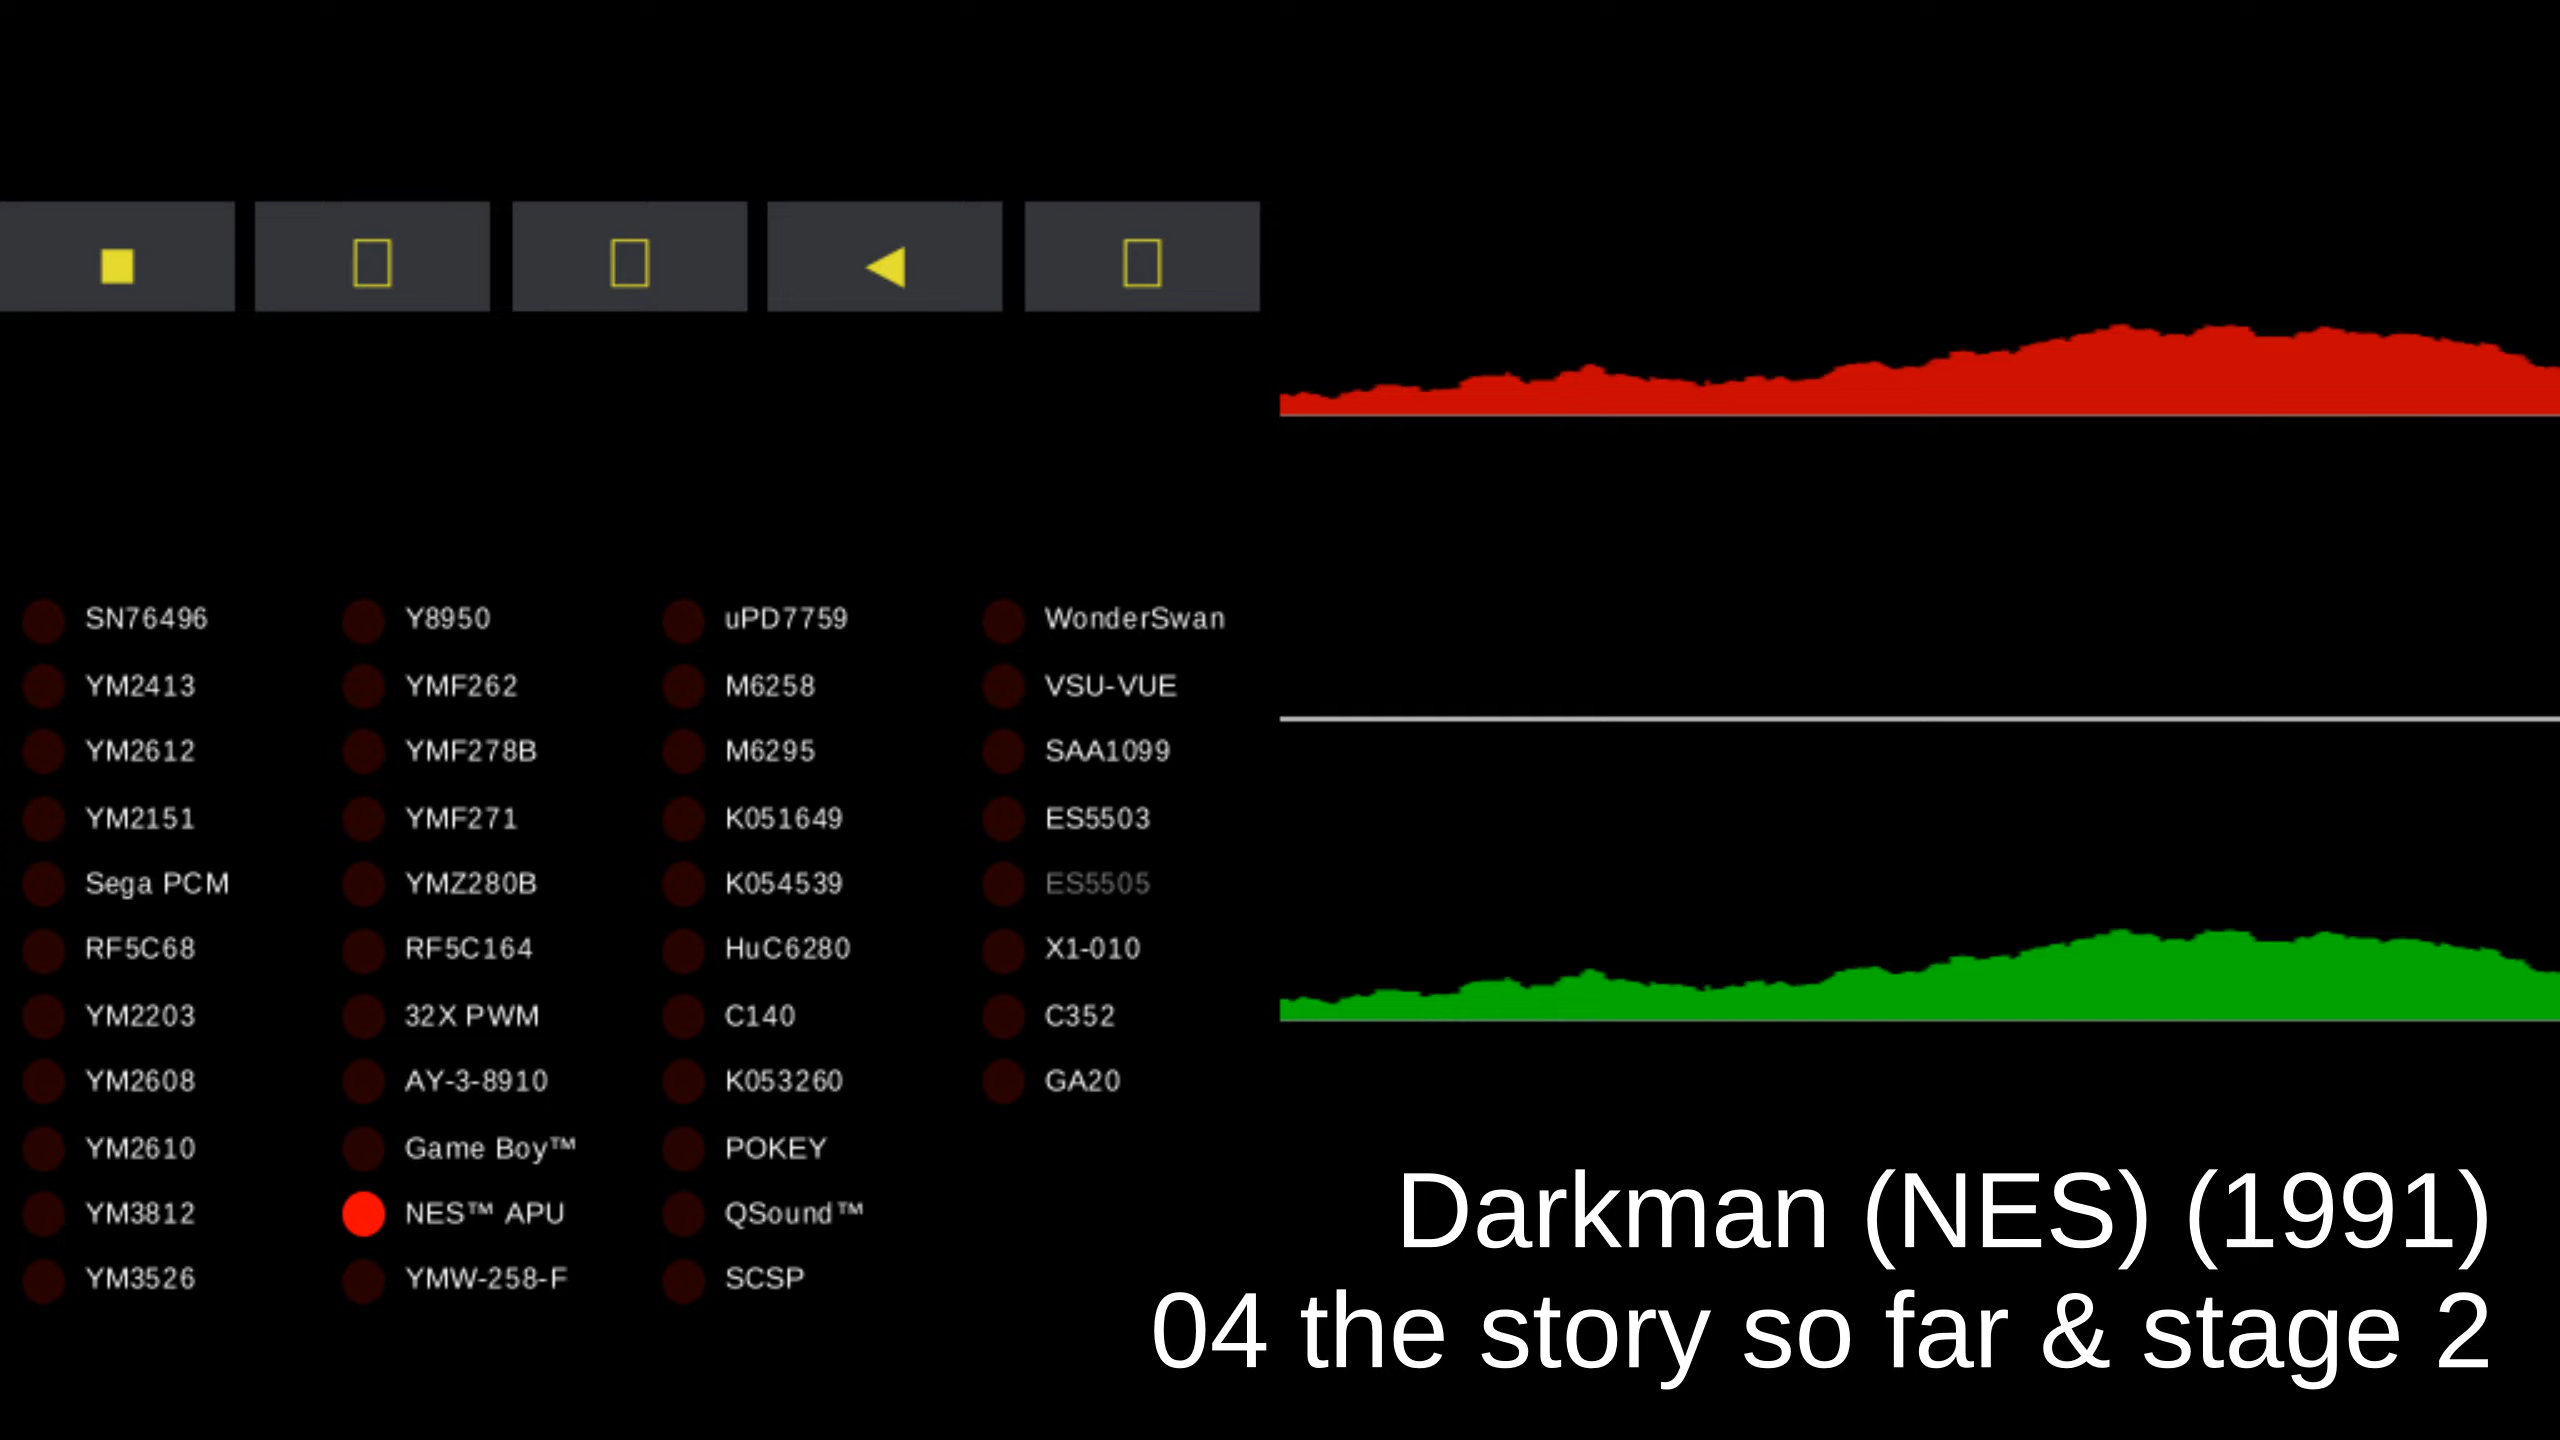 SN76496 Y8950 uPD7759 WonderSwan
YM2413 YMF262 M6258 VSU-VUE
YM2612 YMF278B M6295 SAA1099
YM2151 YMF271 K051649 ES5503
Sega PCM YMZ280B K054539 ES5505
RF5C68 RF5C164 HuC6280 X1-010
YM2203 32X PWM C140 C352
YM2608 AY-3-8910 K053260 GA20
YM2610 Game Boy™ POKEY
YM3812 NES™ APU QSound™
YM3526 YMW-258-F SCSP
Darkman (NES) (1991)
04 the story so far & stage 2